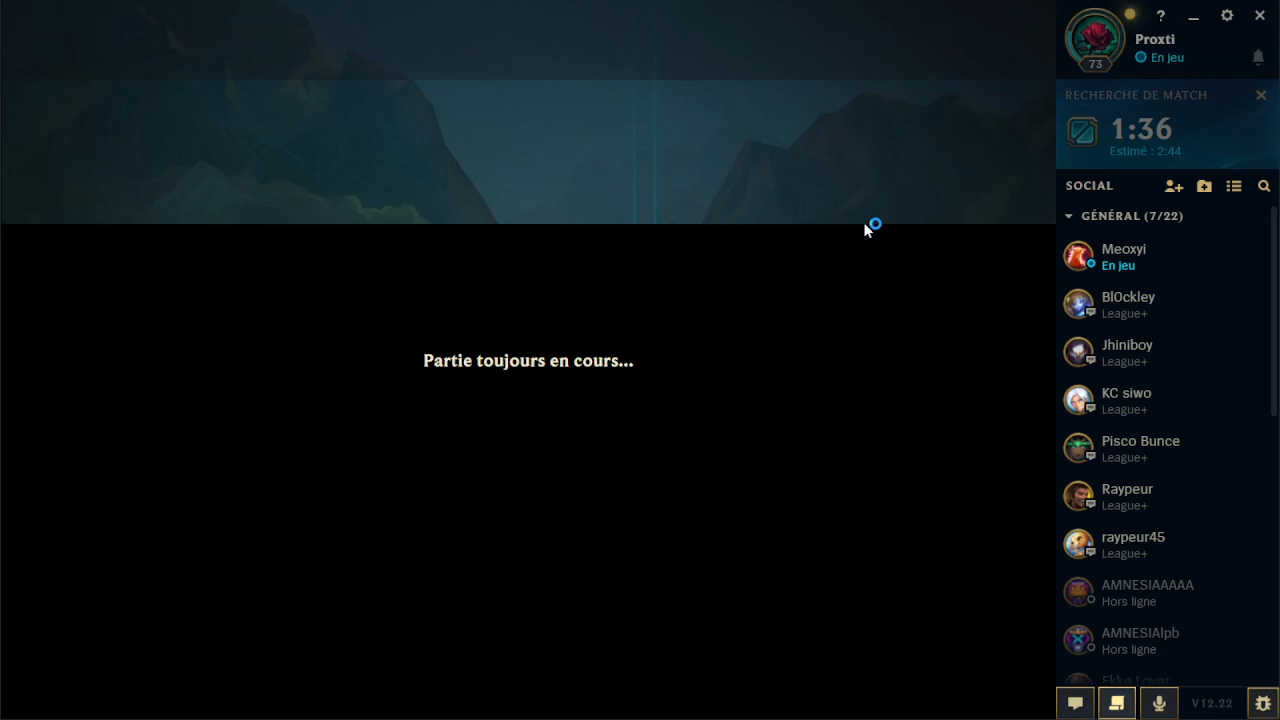 ?
Proxti
73
En jeu
RECHERCHE DE MATCH
1:36
Estimé : 2:44
SOCIAL
GÉNÉRAL (7/22)
Meoxyi
En jeu
Bl0ckley
League+
Jhiniboy
League+
Partie toujours en cours...
KC siwo
League+
Pisco Bunce
League+
Raypeur
League+
raypeur45
League+
AMNESIAAAAA
Hors ligne
AMNESIAlpb
Hors ligne
Ekko Lover
V12.22